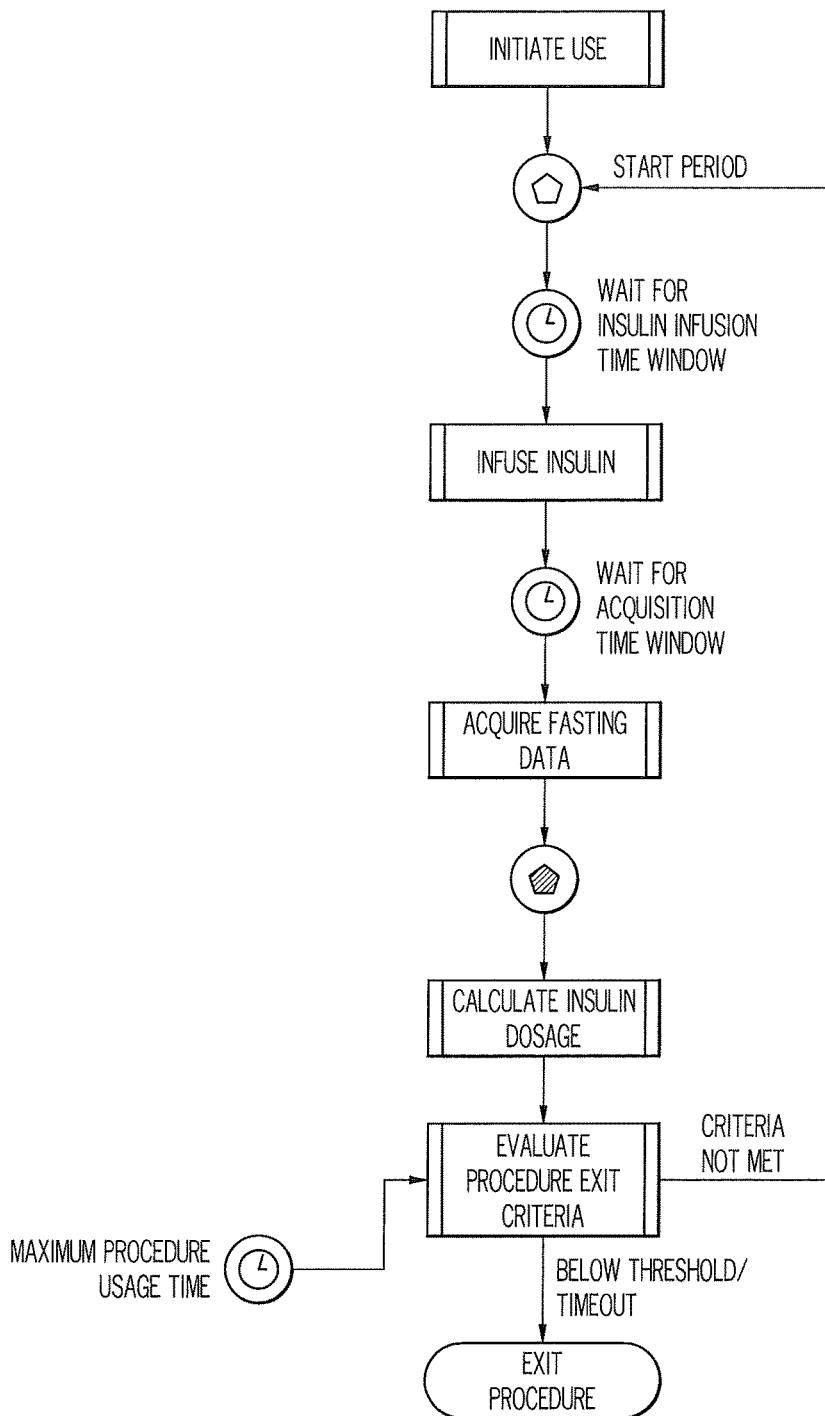 INITIATE USE
START PERIOD
WAIT FOR
INSULIN INFUSION
TIME WINDOW
INFUSE INSULIN
WAIT FOR
ACQUISITION
TIME WINDOW
ACQUIRE FASTING
DATA
CALCULATE INSULIN
DOSAGE
EVALUATE
PROCEDURE EXIT
CRITERIA
CRITERIA
NOT MET
MAXIMUM PROCEDURE
USAGE TIME
BELOW THRESHOLD/
TIMEOUT
EXIT
PROCEDURE